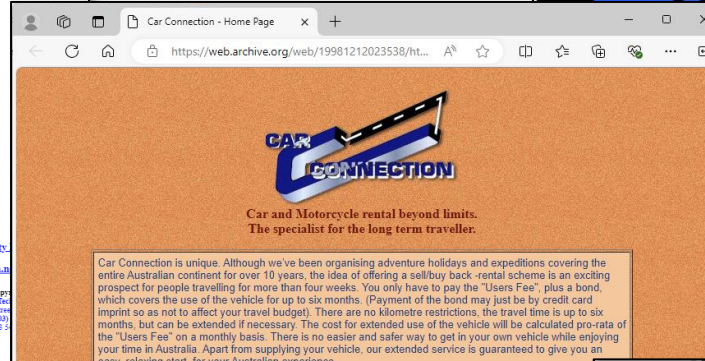 Car Connection - Home Page
https://web.archive.org/web/19981212023538/ht...
CAR
CONNECTION
Car and Motorcycle rental beyond limits.
The specialist for the long term traveller.
Car Connection is unique. Although we've been organising adventure holidays and expeditions covering the
entire Australian continent for over 10 years, the idea of offering a sell/buy back -rental scheme is an exciting
prospect for people travelling for more than four weeks. You only have to pay the "Users Fee", plus a bond,
which covers the use of the vehicle for up to six months. (Payment of the bond may just be by credit card
imprint so as not to affect your travel budget). There are no kilometre restrictions, the travel time is up to six
months, but can be extended if necessary. The cost for extended use of the vehicle will be calculated pro-rata of
the "Users Fee" on a monthly basis. There is no easier and safer way to get in your own vehicle while enjoying
your time in Australia. Apart from supplying your vehicle, our extended service is guaranteed to give you an
easy, relaxing start, for your Australian experience.